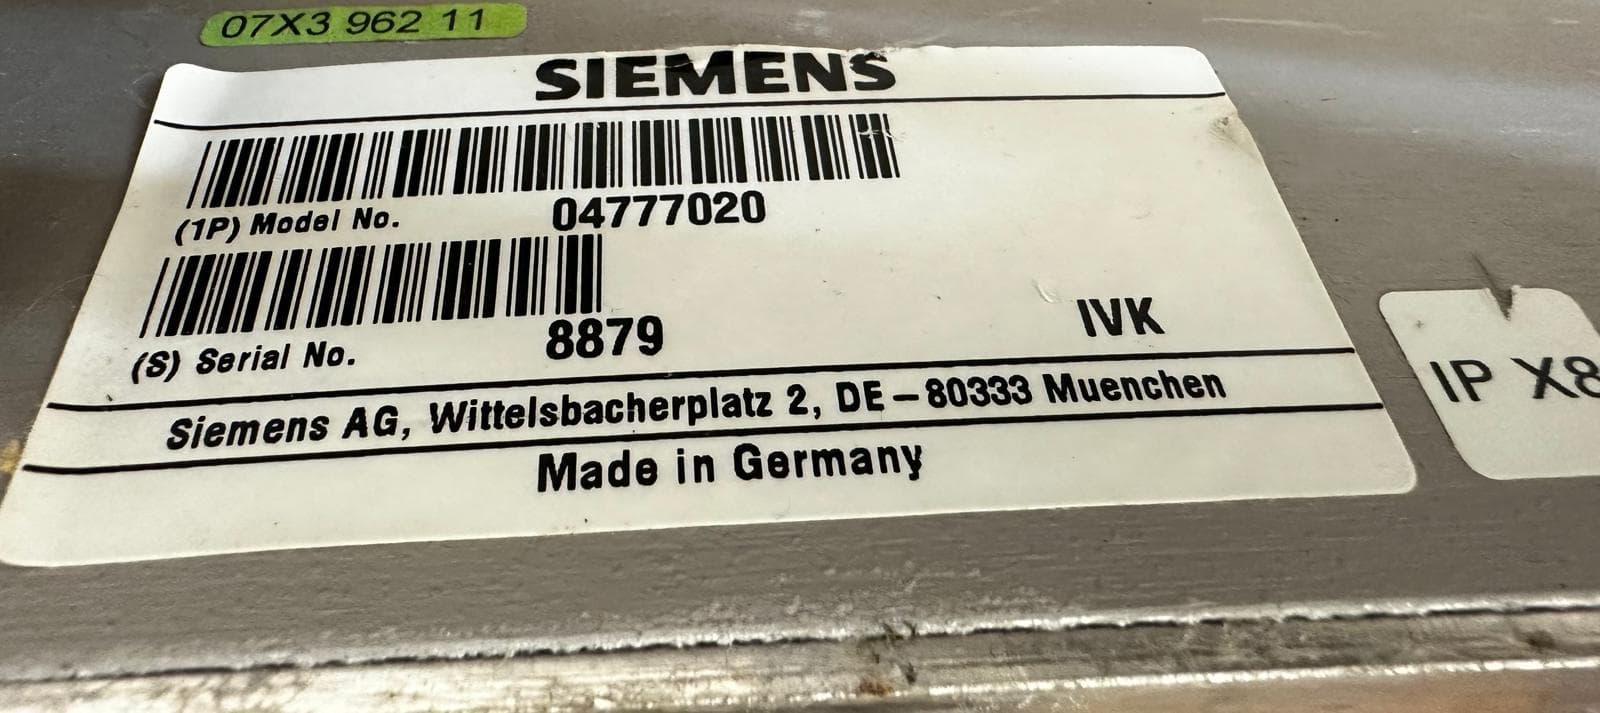 07X3 962 11
SIEMENS
(1P) Model No. 04777020
(S) Serial No. 8879 IVK
Siemens AG, Wittelsbacherplatz 2, DE – 80333 Muenchen
Made in Germany
IP X8